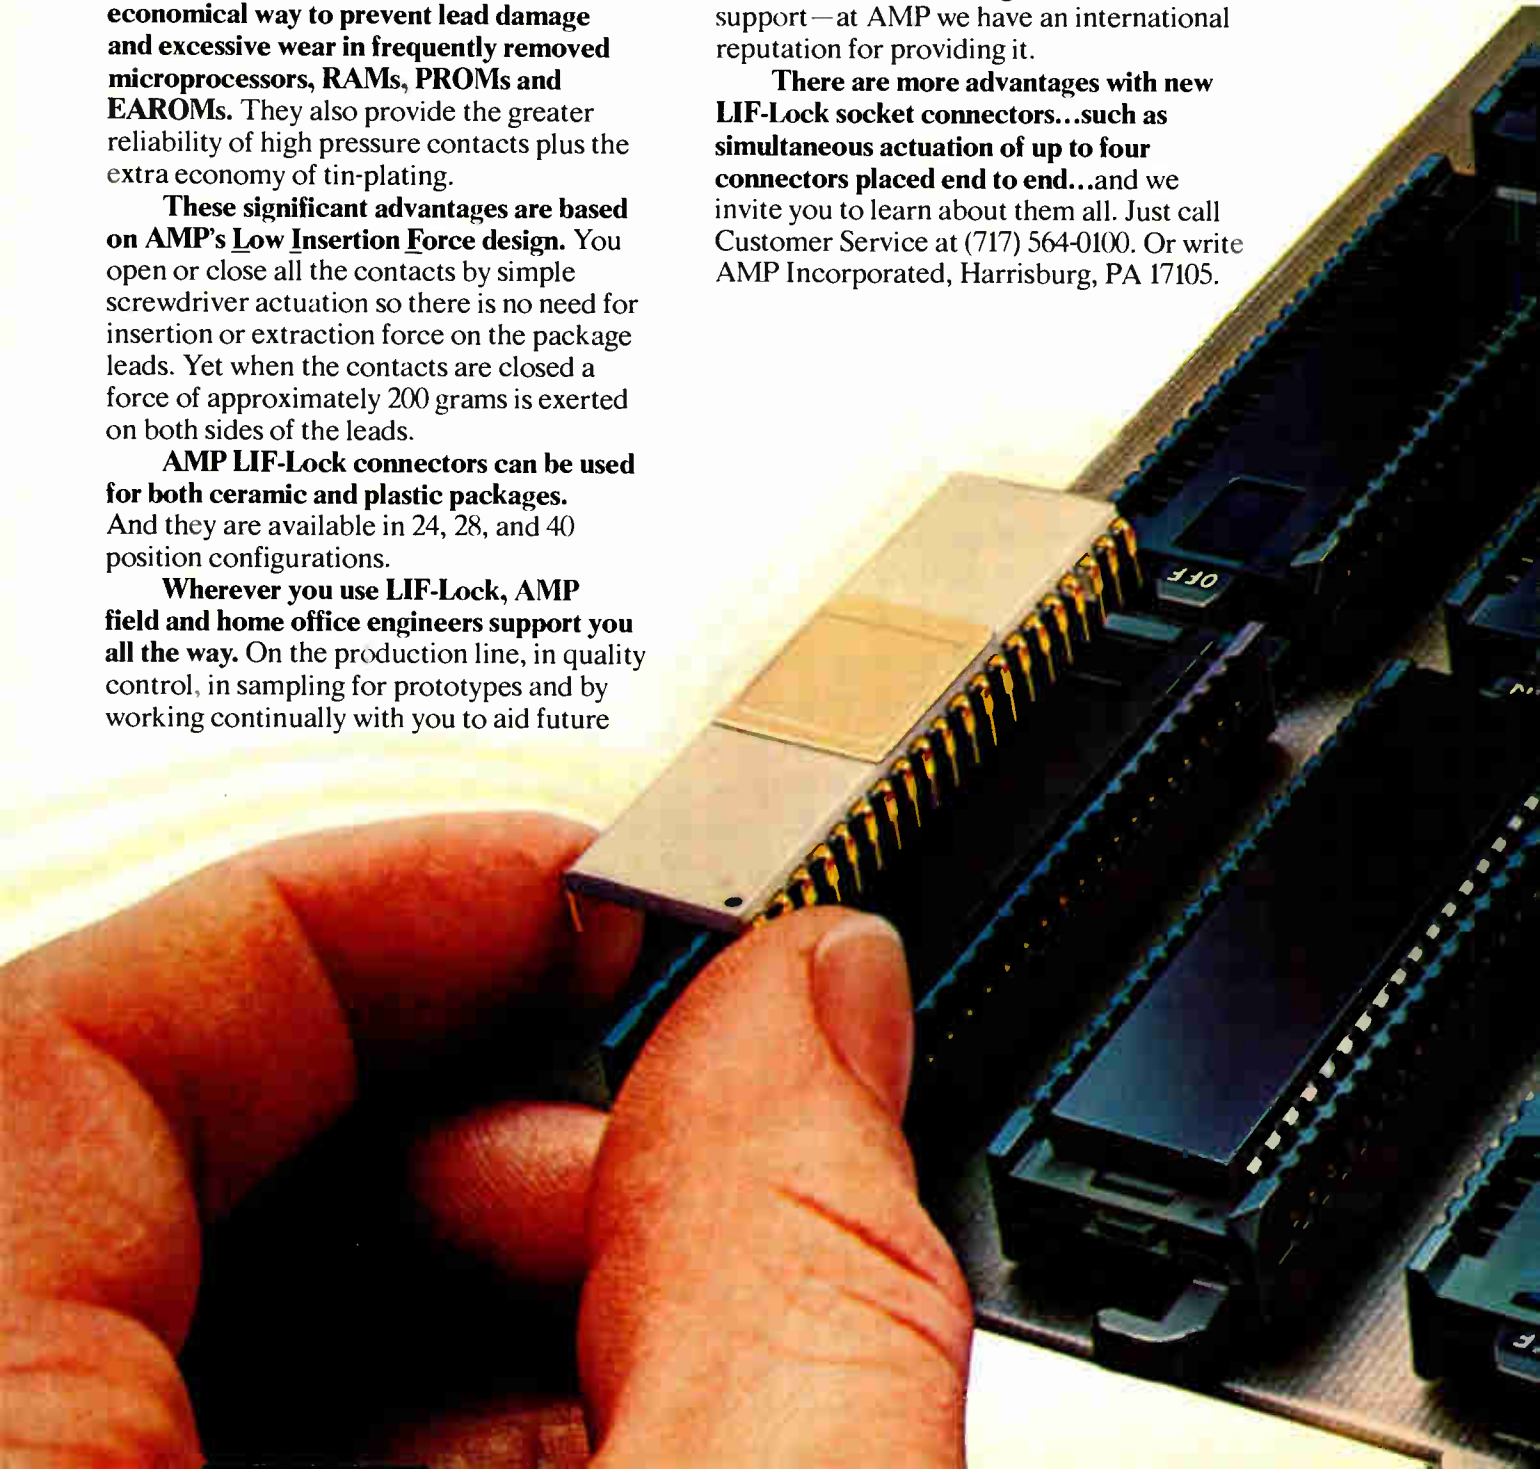 economical way to prevent lead damage
and excessive wear in frequently removed
microprocessors, RAMs, PROMs and
EAROMs. They also provide the greater
reliability of high pressure contacts plus the
extra economy of tin-plating.
These significant advantages are based
on AMP's Low Insertion Force design. You
open or close all the contacts by simple
screwdriver actuation so there is no need for
insertion or extraction force on the package
leads. Yet when the contacts are closed a
force of approximately 200 grams is exerted
on both sides of the leads.
AMP LIF-Lock connectors can be used
for both ceramic and plastic packages.
And they are available in 24, 28, and 40
position configurations.
Wherever you use LIF-Lock, AMP
field and home office engineers support you
all the way. On the production line, in quality
control, in sampling for prototypes and by
working continually with you to aid future
support—at AMP we have an international
reputation for providing it.
There are more advantages with new
LIF-Lock socket connectors...such as
simultaneous actuation of up to four
connectors placed end to end...and we
invite you to learn about them all. Just call
Customer Service at (717) 564-0100. Or write
AMP Incorporated, Harrisburg, PA 17105.
OFF